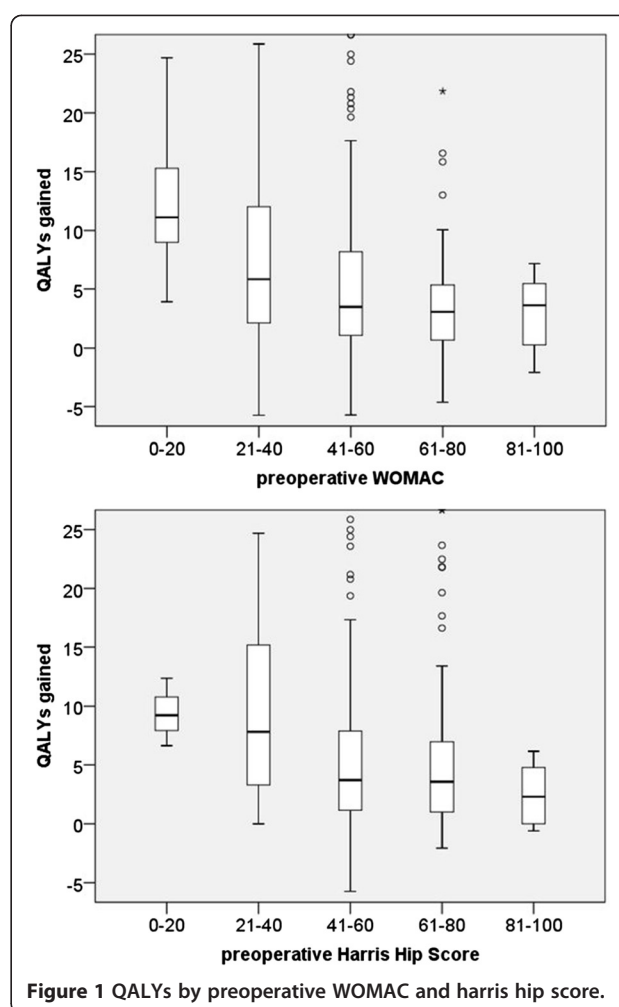 25
20
15
10
5
0
-5
QALYs gained
0-20 21-40 41-60 61-80 81-100
preoperative WOMAC
25
20
15
10
5
0
-5
QALYs gained
0-20 21-40 41-60 61-80 81-100
preoperative Harris Hip Score
Figure 1 QALYs by preoperative WOMAC and harris hip score.